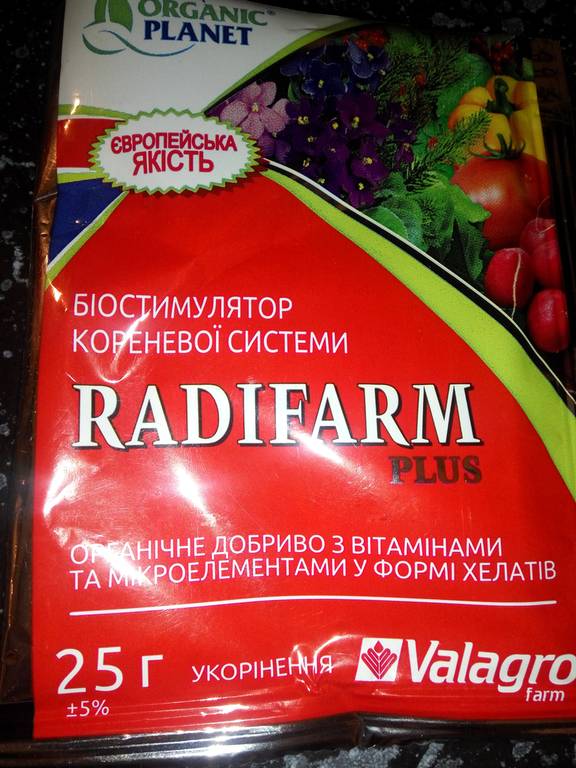 ORGANIC®
PLANET
ЄВРОПЕЙСЬКА
ЯКІСТЬ
БІОСТИМУЛЯТОР
КОРЕНЕВОЇ СИСТЕМИ
RADIFARM
PLUS
ОРГАНІЧНЕ ДОБРИВО З ВІТАМІНАМИ
ТА МІКРОЕЛЕМЕНТАМИ У ФОРМІ ХЕЛАТІВ
25 г
±5%
УКОРІНЕННЯ
Valagro
farm